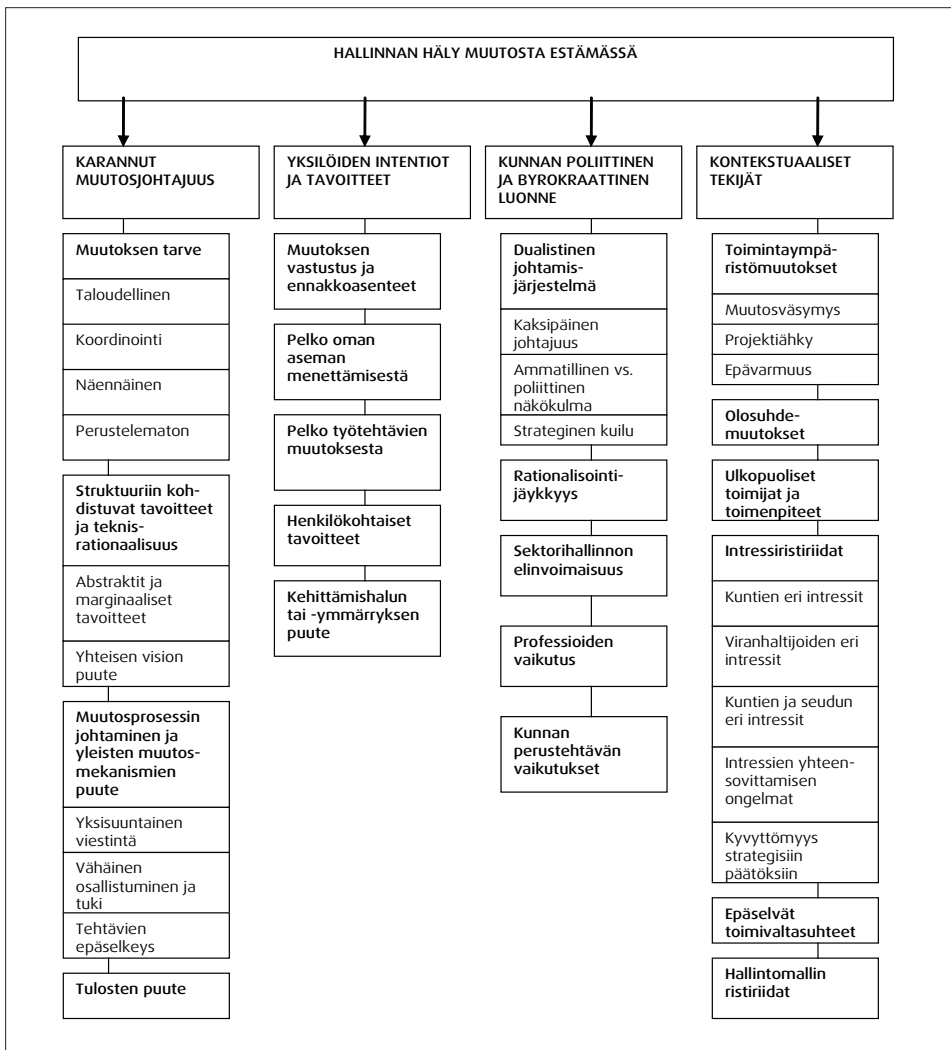 HALLINNAN HÄLY MUUTOSTA ESTÄMÄSSÄ
KARANNUT
MUUTOSJOHTAJUUS
Muutoksen tarve
Taloudellinen
Koordinointi
Näennäinen
Perustelematon
Struktuuriin koh-
distuvat tavoitteet
ja teknis-
rationaalisuus
Abstraktit ja
marginaaliset
tavoitteet
Yhteisen vision
puute
Muutosprosessin
johtaminen ja
yleisten muutos-
mekanismien
puute
Yksisuuntainen
viestintä
Vähäinen
osallistuminen ja
tuki
Tehtävien
epäselkeys
Tulosten puute
YKSILÖIDEN INTENTIOT
JA TAVOITTEET
Muutoksen
vastustus ja
ennakkoasenteet
Pelko oman
aseman
menettämisestä
Pelko työtehtävien
muutoksesta
Henkilökohtaiset
tavoitteet
Kehittämishalun
tai -ymmärryksen
puute
KUNNAN POLIITTINEN
JA BYROKRAATTINEN
LUONNE
Dualistinen
johtamis-
järjestelmä
Kaksipäinen
johtajuus
Ammatillinen vs.
poliittinen
näkökulma
Strateginen kuilu
Rationalisointi-
jäykkyys
Sektorihallinnon
elinvoimaisuus
Professioiden
vaikutus
Kunnan
perustehtävän
vaikutukset
KONTEKSTUAALISET
TEKIJÄT
Toimintaympä-
ristömuutokset
Muutosväsymys
Projektiähky
Epävarmuus
Olosuhde-
muutokset
Ulkopuoliset
toimijat ja
toimenpiteet
Intressiristiriidat
Kuntien eri intressit
Viranhaltijoiden eri
intressit
Kuntien ja seudun
eri intressit
Intressien yhteen-
sovittamisen
ongelmat
Kyvyttömyys
strategisiin
päätöksiin
Epäselvät
toimivaltasuhteet
Hallintomallin
ristiriidat